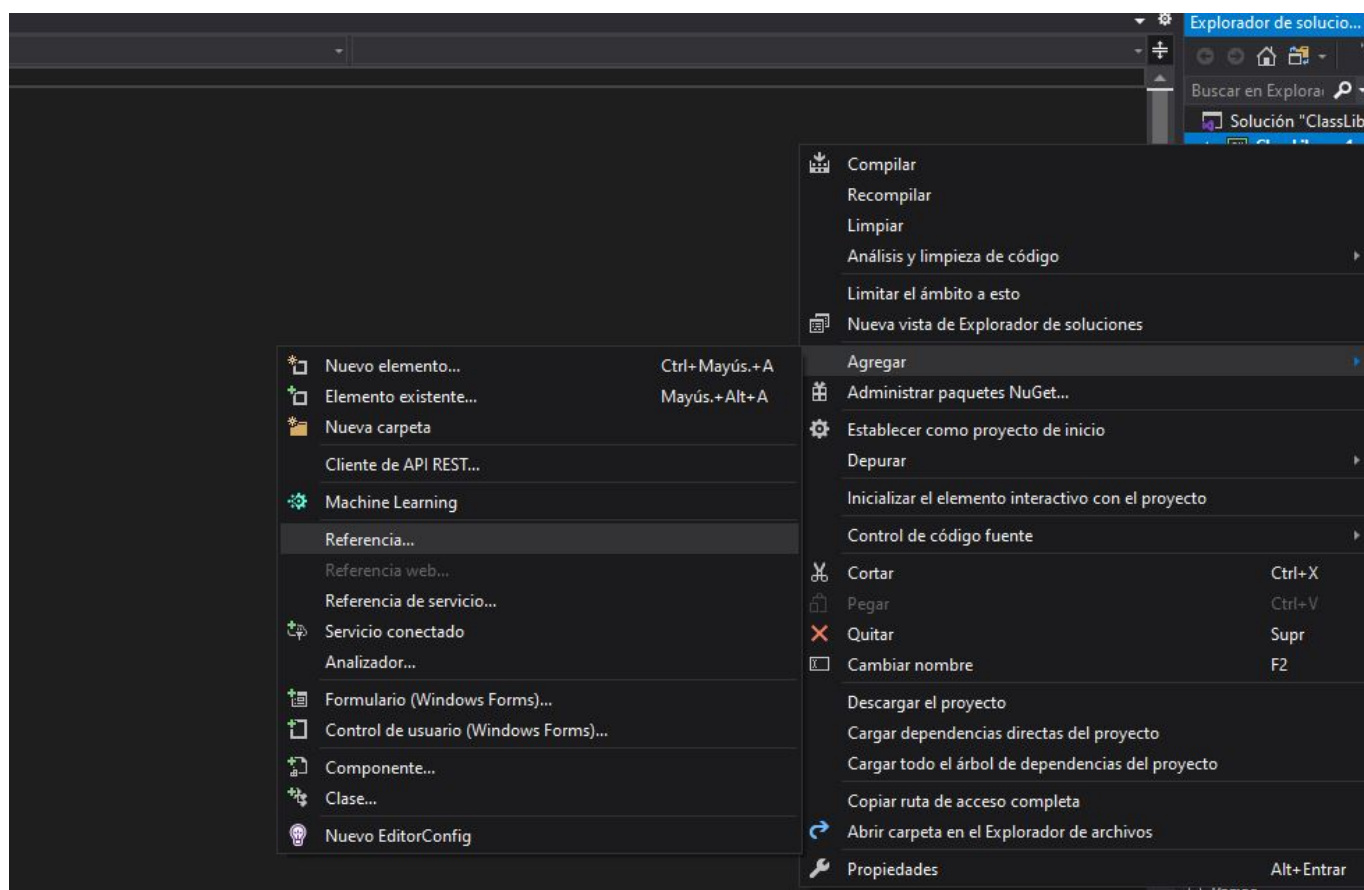 Explorador de solucio...
Buscar en Explora
Solución "ClassLib
Compilar
Recompilar
Limpiar
Análisis y limpieza de código
Limitar el ámbito a esto
Nueva vista de Explorador de soluciones
Agregar
Administrar paquetes NuGet...
Establecer como proyecto de inicio
Depurar
Inicializar el elemento interactivo con el proyecto
Control de código fuente
Cortar Ctrl+X
Pegar Ctrl+V
Quitar Supr
Cambiar nombre F2
Descargar el proyecto
Cargar dependencias directas del proyecto
Cargar todo el árbol de dependencias del proyecto
Copiar ruta de acceso completa
Abrir carpeta en el Explorador de archivos
Propiedades Alt+Entrar
Nuevo elemento... Ctrl+Mayús.+A
Elemento existente... Mayús.+Alt+A
Nueva carpeta
Cliente de API REST...
Machine Learning
Referencia...
Referencia web...
Referencia de servicio...
Servicio conectado
Analizador...
Formulario (Windows Forms)...
Control de usuario (Windows Forms)...
Componente...
Clase...
Nuevo EditorConfig